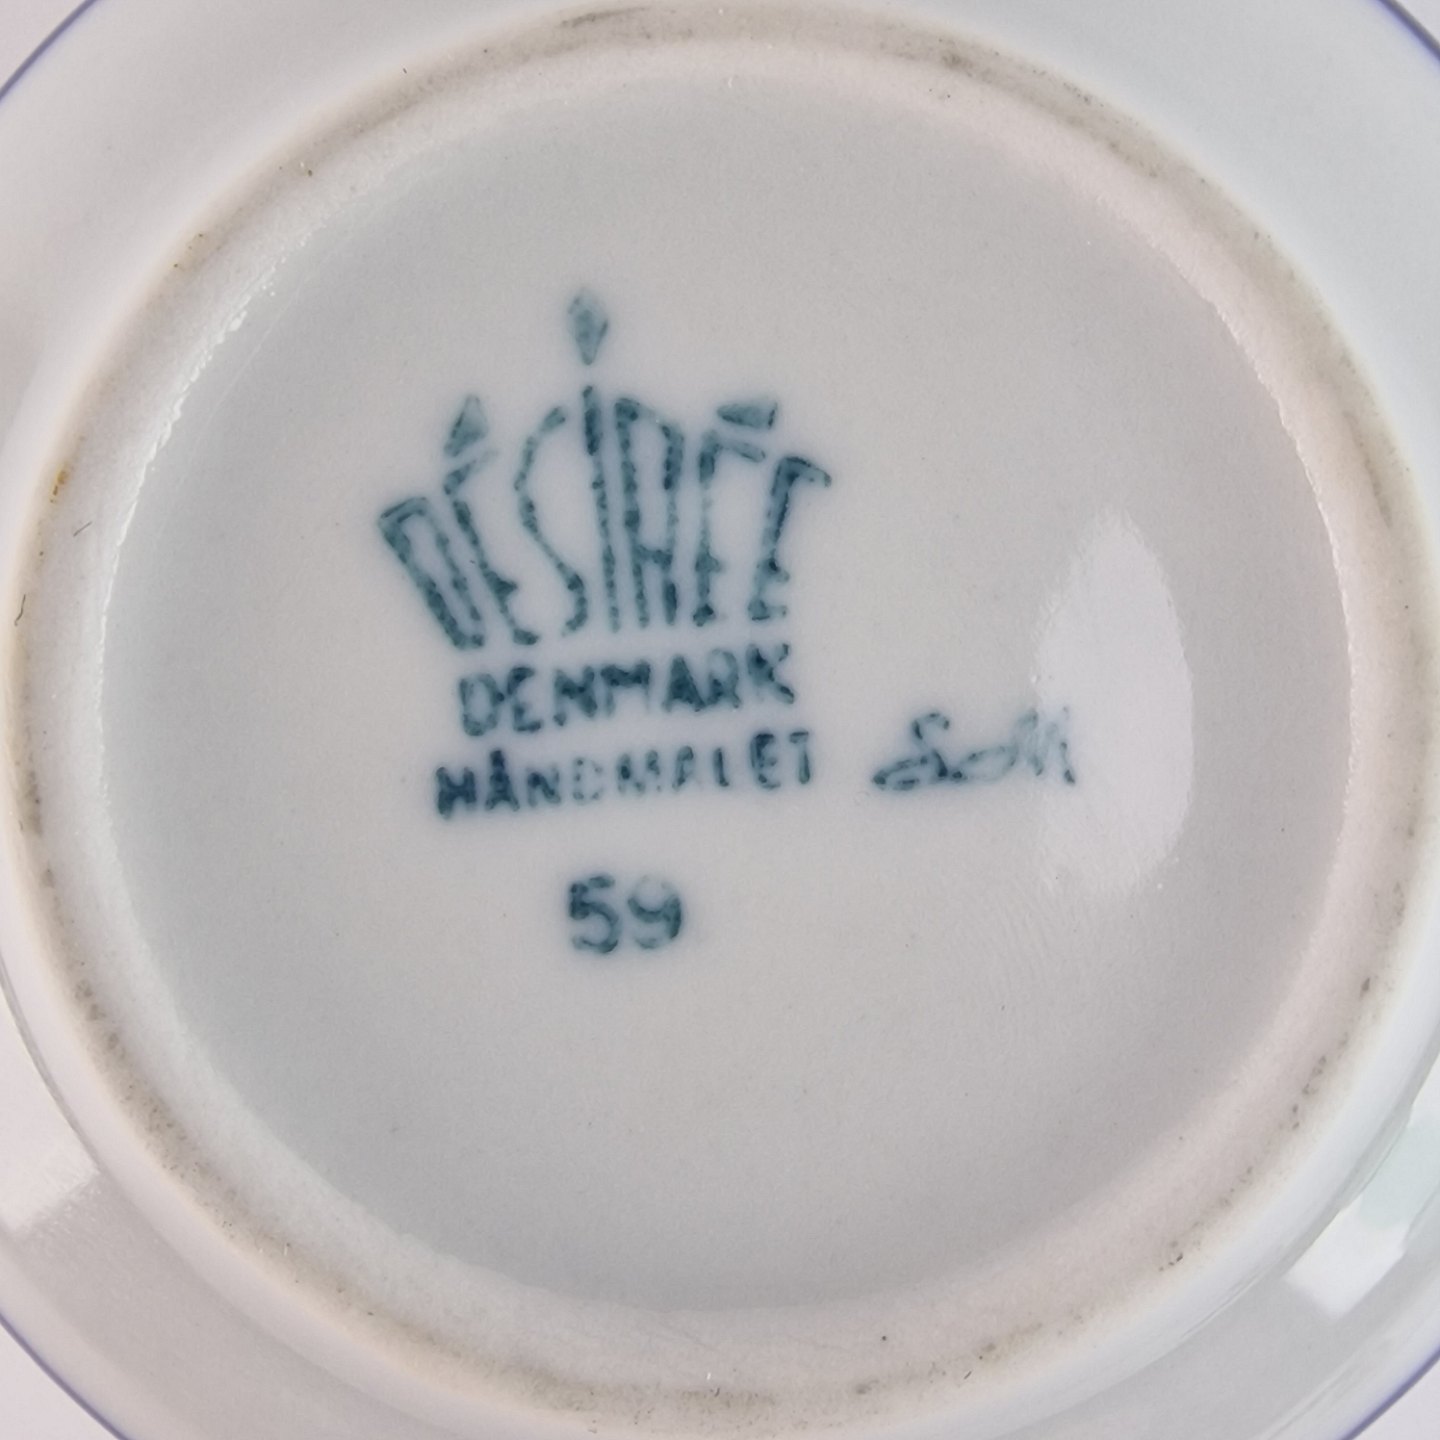 DÉSIRÉE
DENMARK
HÅNDMALET
59